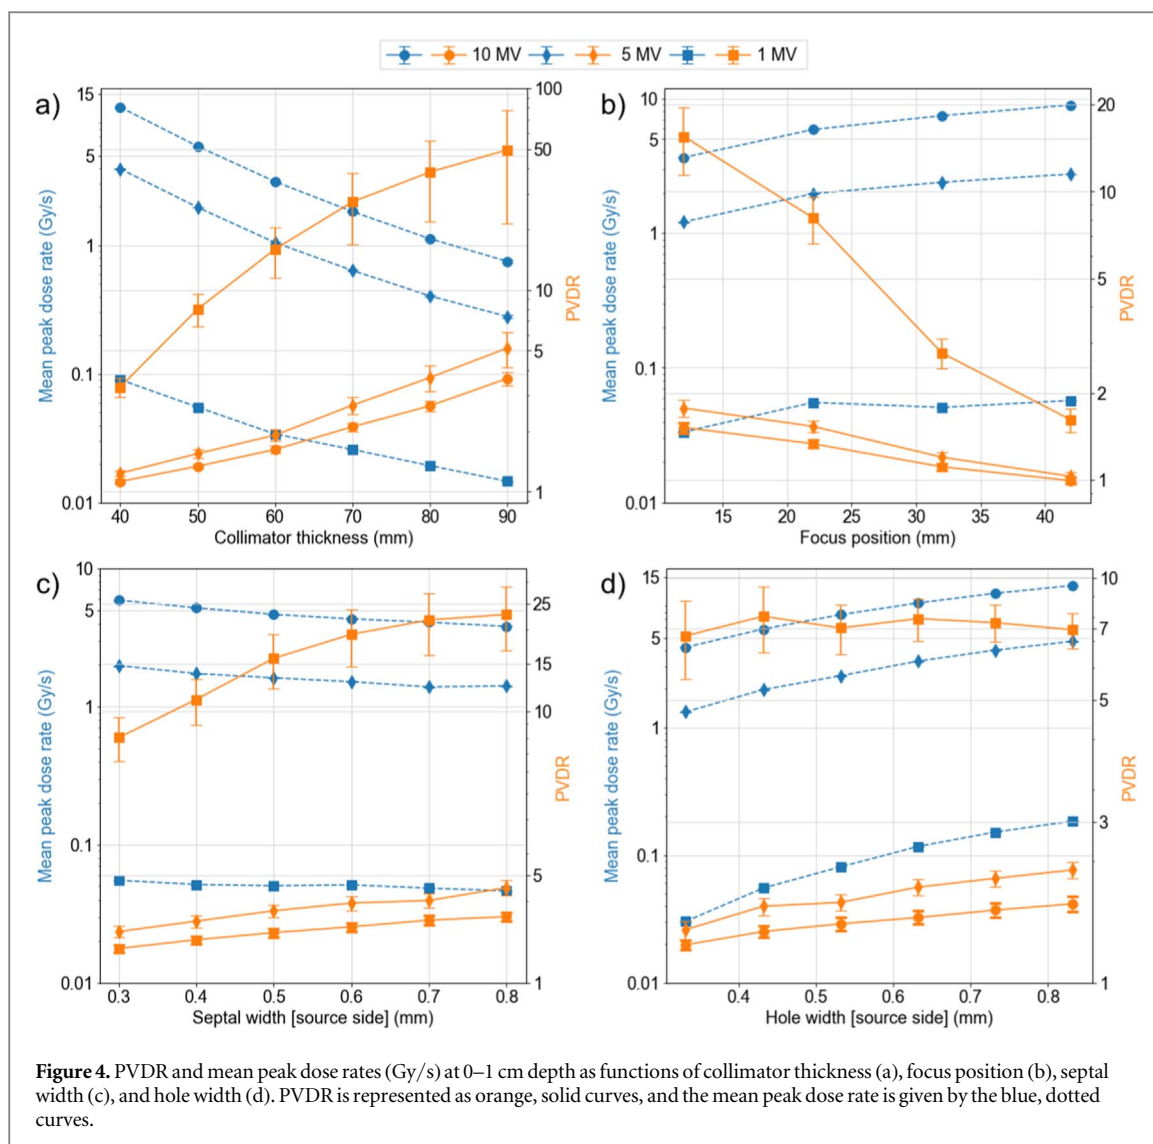 10 MV 5 MV 1 MV
a)
15
5
1
0.1
0.01
Mean peak dose rate (Gy/s)
100
50
10
5
1
PVDR
40 50 60 70 80 90
Collimator thickness (mm)
b)
10
5
1
0.1
0.01
Mean peak dose rate (Gy/s)
20
10
5
2
1
PVDR
15 20 25 30 35 40
Focus position (mm)
c)
10
5
1
0.1
0.01
Mean peak dose rate (Gy/s)
25
15
10
5
1
PVDR
0.3 0.4 0.5 0.6 0.7 0.8
Septal width [source side] (mm)
d)
15
5
1
0.1
0.01
Mean peak dose rate (Gy/s)
10
7
5
3
1
PVDR
0.4 0.5 0.6 0.7 0.8
Hole width [source side] (mm)
Figure 4. PVDR and mean peak dose rates (Gy/s) at 0–1 cm depth as functions of collimator thickness (a), focus position (b), septal
width (c), and hole width (d). PVDR is represented as orange, solid curves, and the mean peak dose rate is given by the blue, dotted
curves.